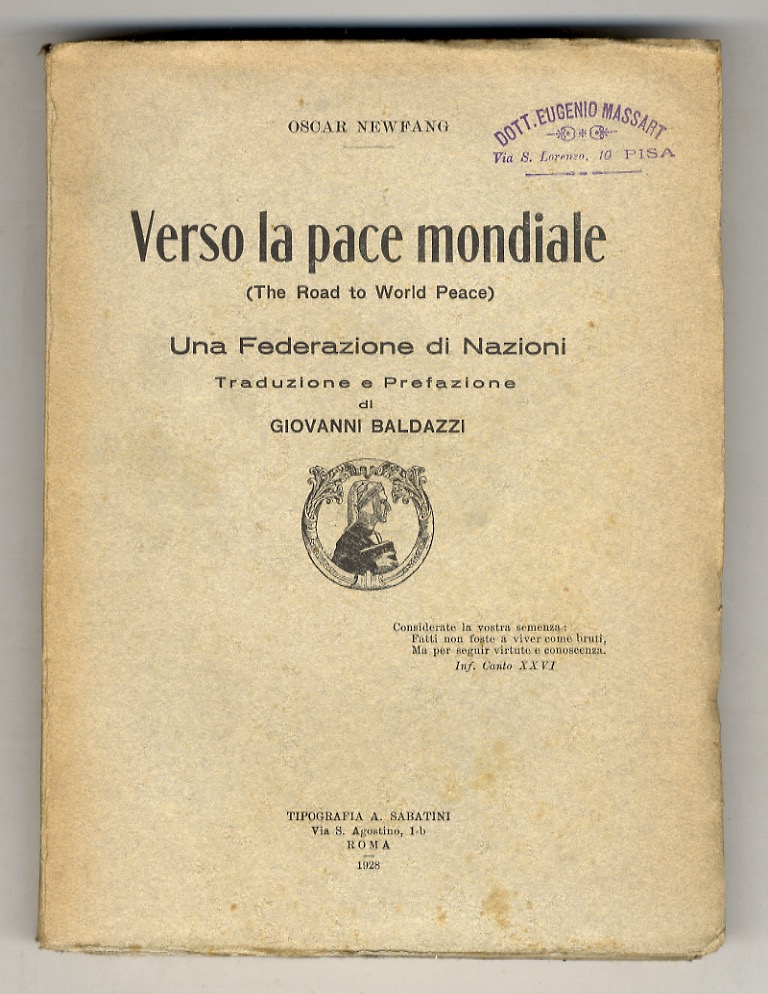 OSCAR NEWFANG
DOTT. EUGENIO MASSART
Via S. Lorenzo, 10 PISA
Verso la pace mondiale
(The Road to World Peace)
Una Federazione di Nazioni
Traduzione e Prefazione
di
GIOVANNI BALDAZZI
Considerate la vostra semenza:
Fatti non foste a viver come bruti,
Ma per seguir virtute e conoscenza.
Inf. Canto XXVI
TIPOGRAFIA A. SABATINI
Via S. Agostino, 1-b
ROMA
1928